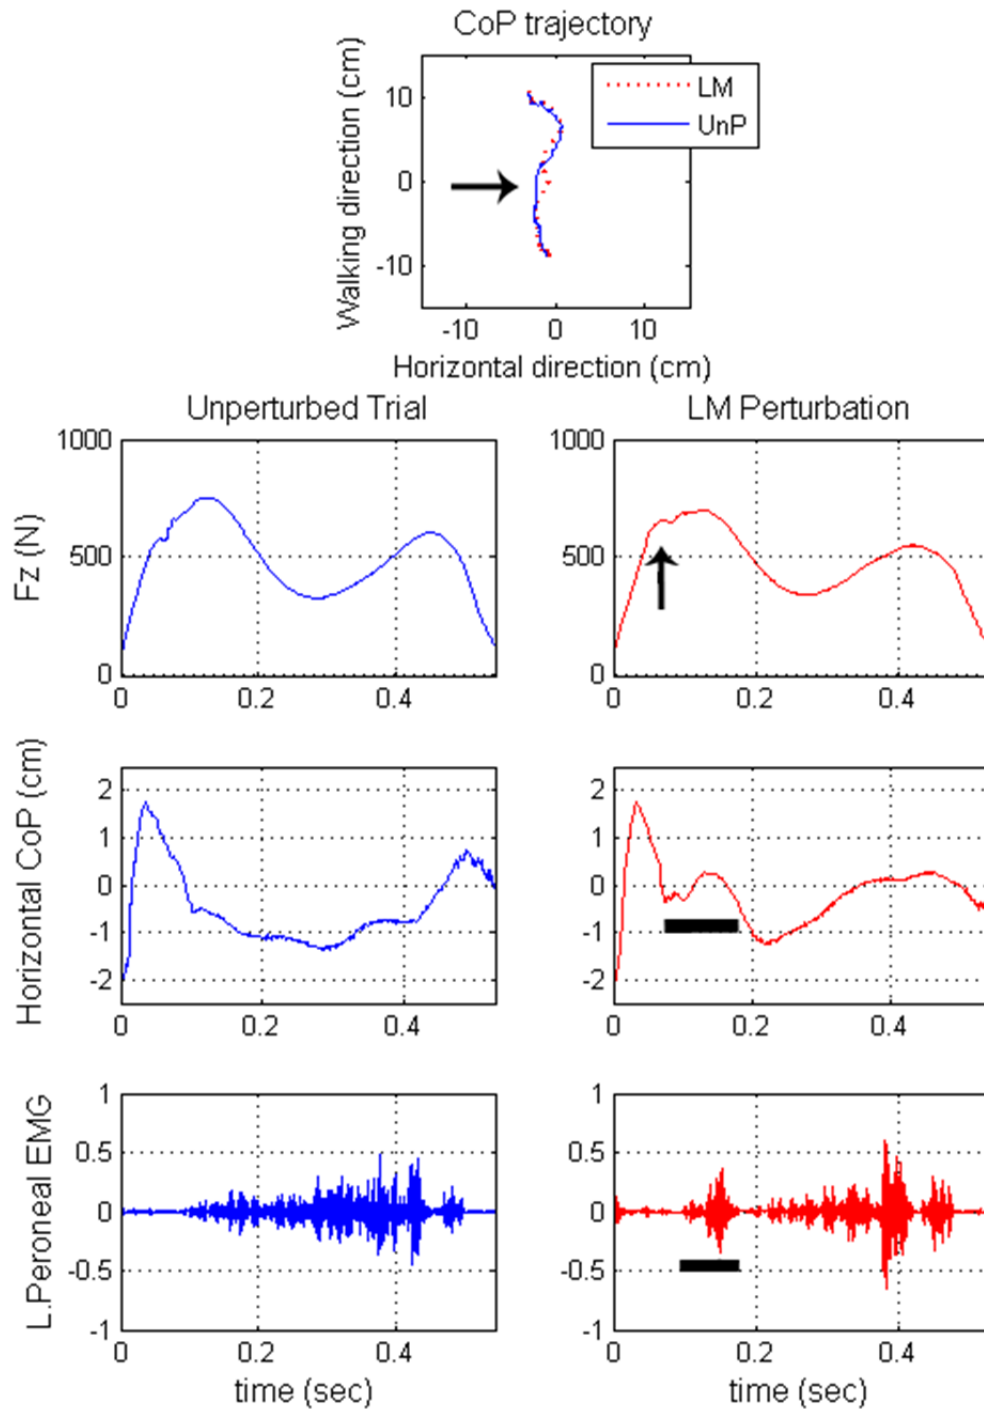 CoP trajectory
Walking direction (cm)
10
0
-10
LM
UnP
-10 0 10
Horizontal direction (cm)
Unperturbed Trial
LM Perturbation
Fz (N)
1000
500
0
0 0.2 0.4
1000
500
0
0 0.2 0.4
Horizontal CoP (cm)
2
1
0
-1
-2
0 0.2 0.4
2
1
0
-1
-2
0 0.2 0.4
L.Peroneal EMG
1
0.5
0
-0.5
-1
0 0.2 0.4
time (sec)
1
0.5
0
-0.5
-1
0 0.2 0.4
time (sec)